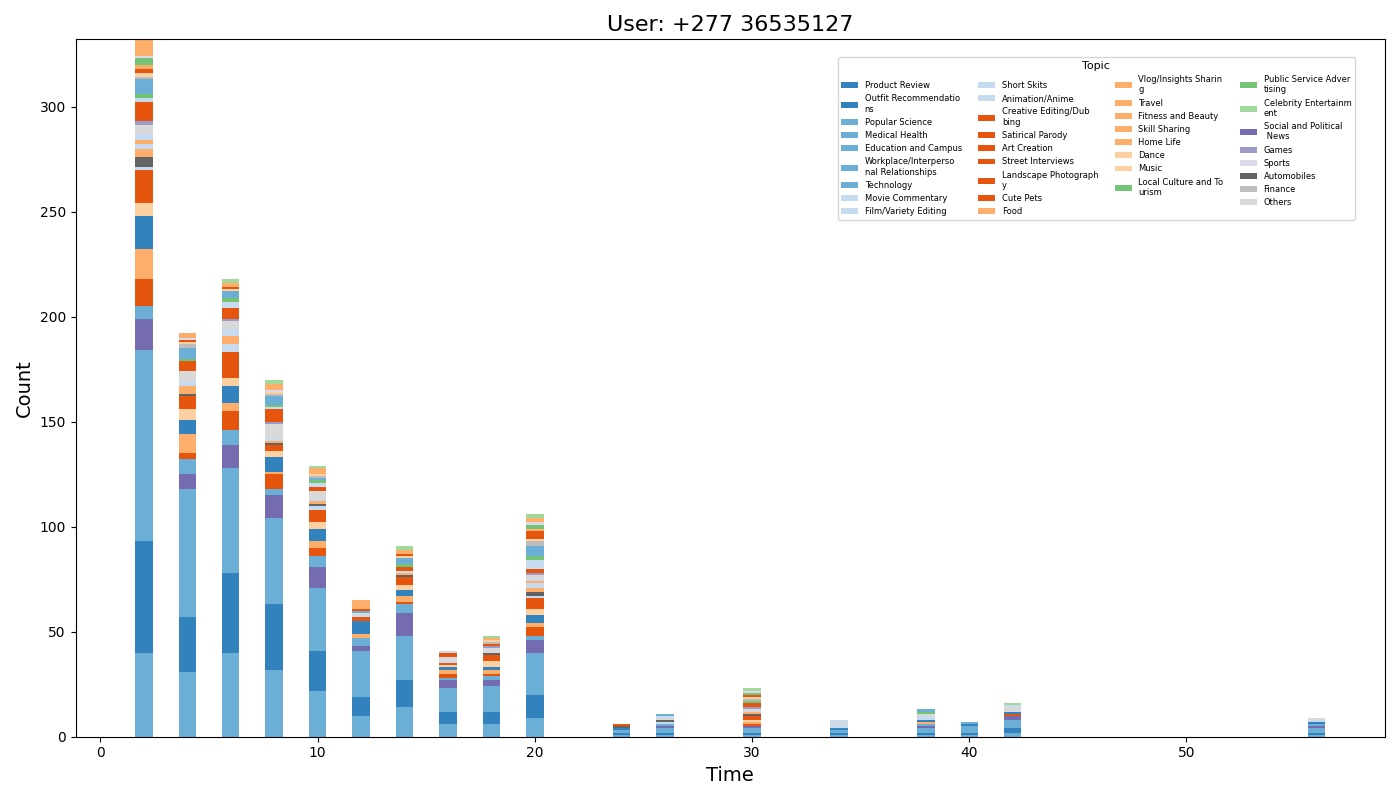 User: +277 36535127
Topic
Product Review
Outfit Recommendatio
ns
Popular Science
Medical Health
Education and Campus
Workplace/Interperso
nal Relationships
Technology
Movie Commentary
Film/Variety Editing
Short Skits
Animation/Anime
Creative Editing/Dub
bing
Satirical Parody
Art Creation
Street Interviews
Landscape Photograph
y
Cute Pets
Food
Vlog/Insights Sharin
g
Travel
Fitness and Beauty
Skill Sharing
Home Life
Dance
Music
Local Culture and To
urism
Public Service Adver
tising
Celebrity Entertainm
ent
Social and Political
News
Games
Sports
Automobiles
Finance
Others
Count
300
250
200
150
100
50
0
0 10 20 30 40 50
Time